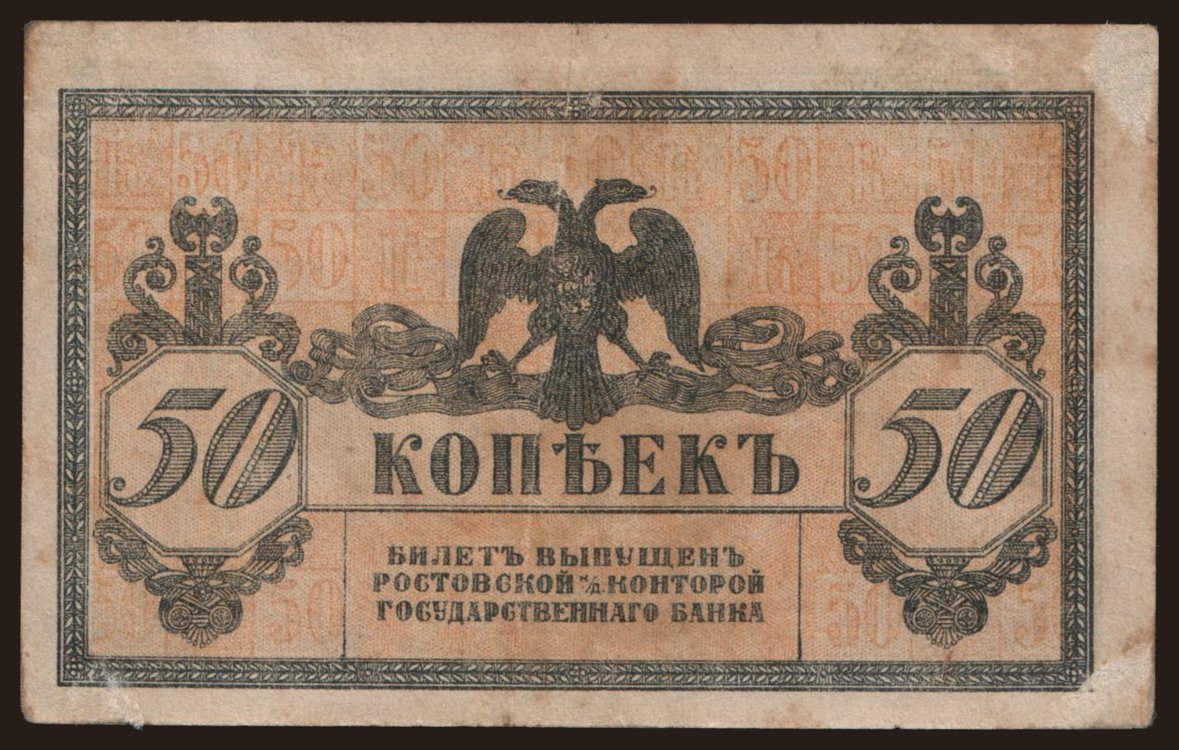 50 50
КОПѢЕКЪ
БИЛЕТЪ ВЫПУЩЕНЪ
РОСТОВСКОЙ н/Д. КОНТОРОЙ
ГОСУДАРСТВЕННАГО БАНКА